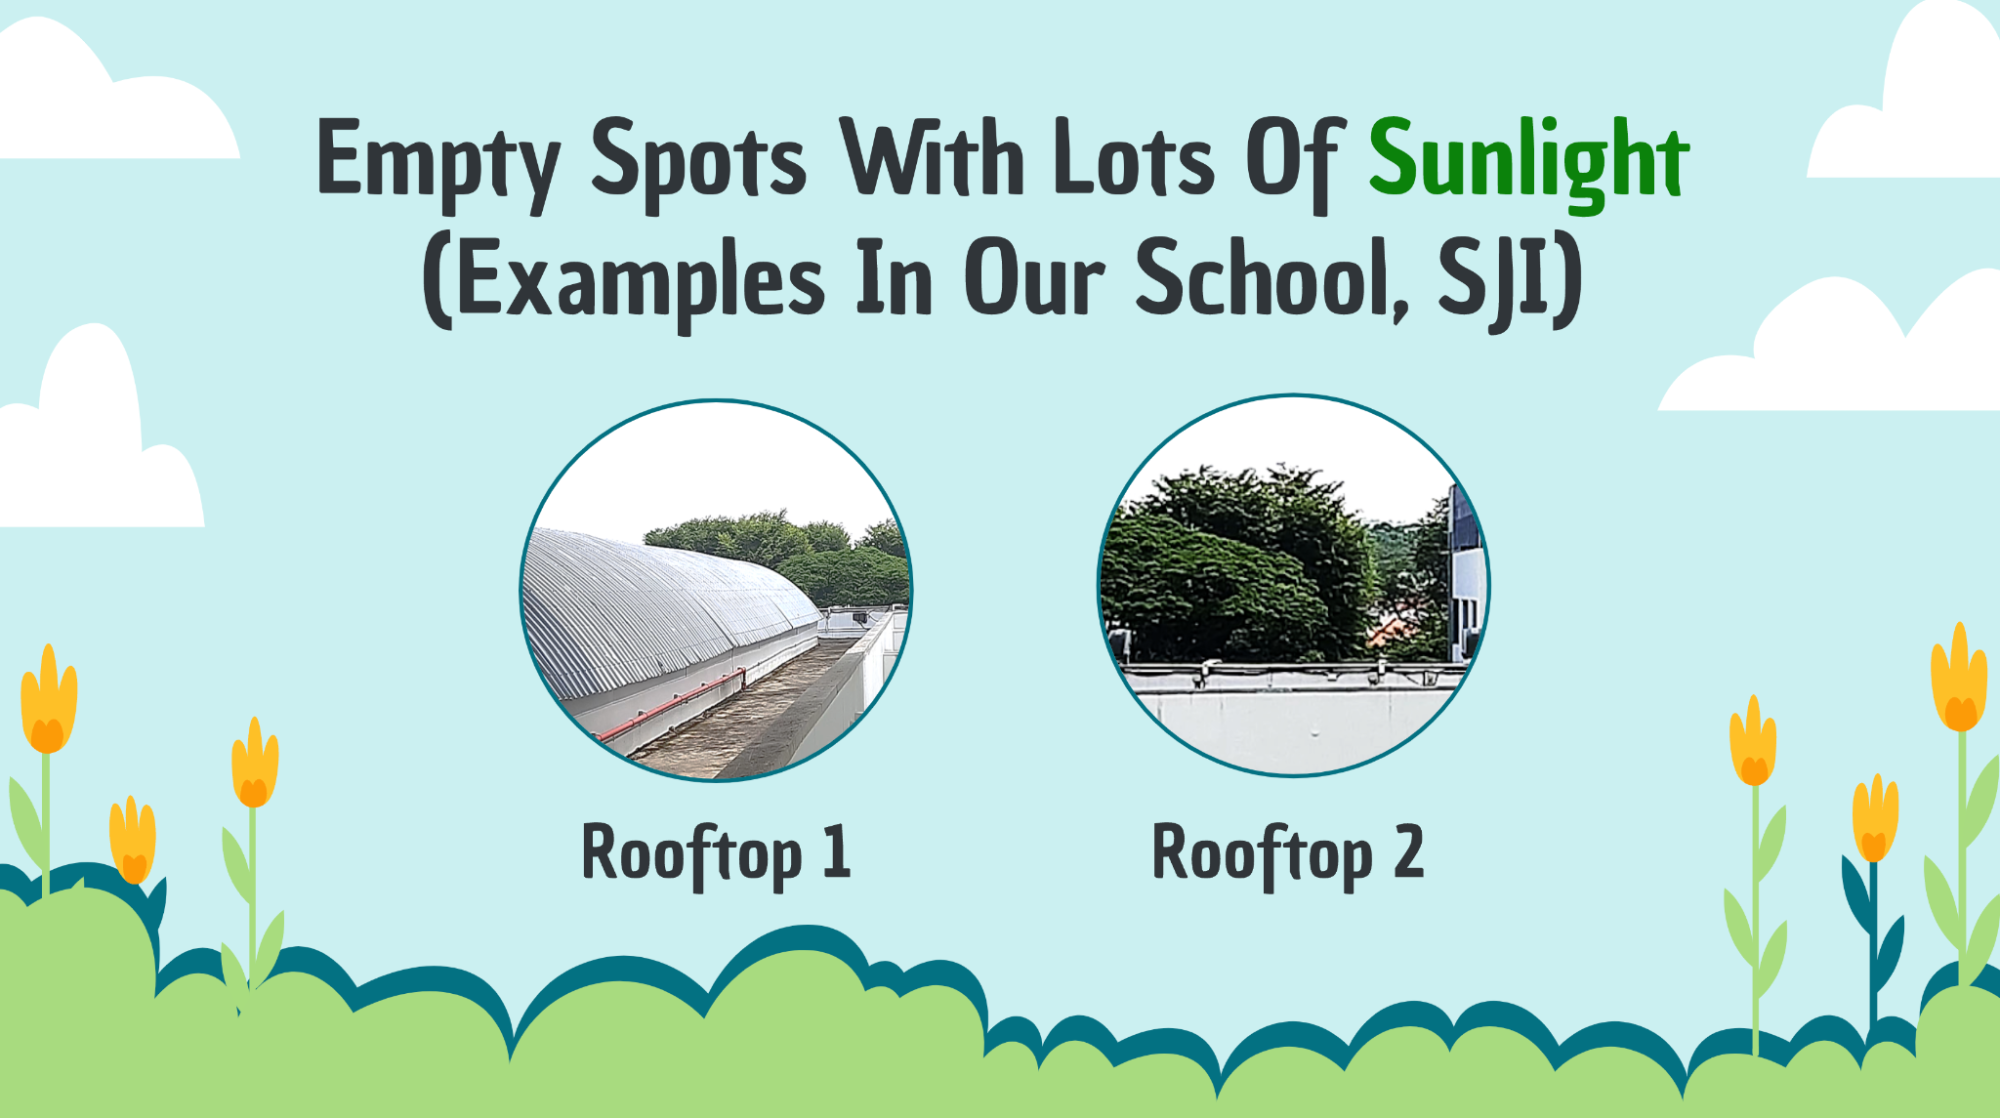 Empty Spots With Lots Of Sunlight
(Examples In Our School, SJI)
Rooftop 1
Rooftop 2